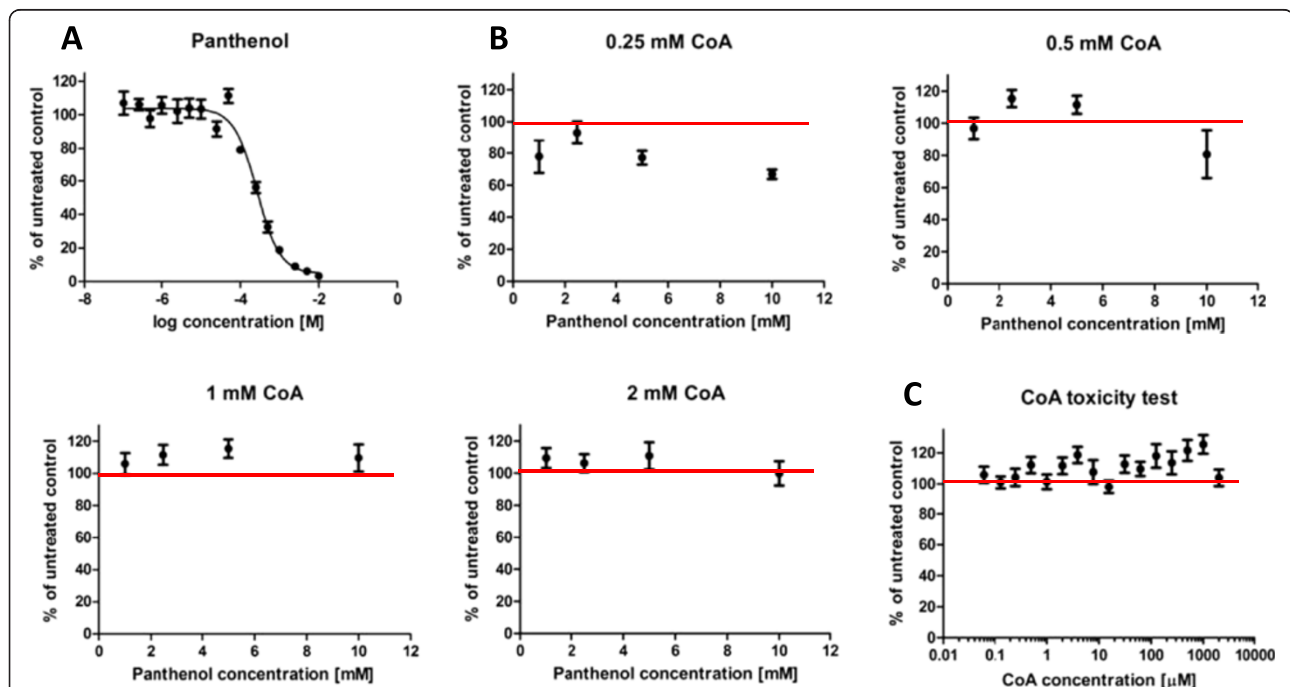 A
Panthenol
% of untreated control
120
100
80
60
40
20
0
-8 -6 -4 -2 0
log concentration [M]
B
0.25 mM CoA
% of untreated control
120
100
80
60
40
20
0
0 2 4 6 8 10 12
Panthenol concentration [mM]
0.5 mM CoA
% of untreated control
120
100
80
60
40
20
0
0 2 4 6 8 10 12
Panthenol concentration [mM]
1 mM CoA
% of untreated control
120
100
80
60
40
20
0
0 2 4 6 8 10 12
Panthenol concentration [mM]
2 mM CoA
% of untreated control
120
100
80
60
40
20
0
0 2 4 6 8 10 12
Panthenol concentration [mM]
C
CoA toxicity test
% of untreated control
120
100
80
60
40
120
0
0.01 0.1 1 10 100 1000 10000
CoA concentration [µM]